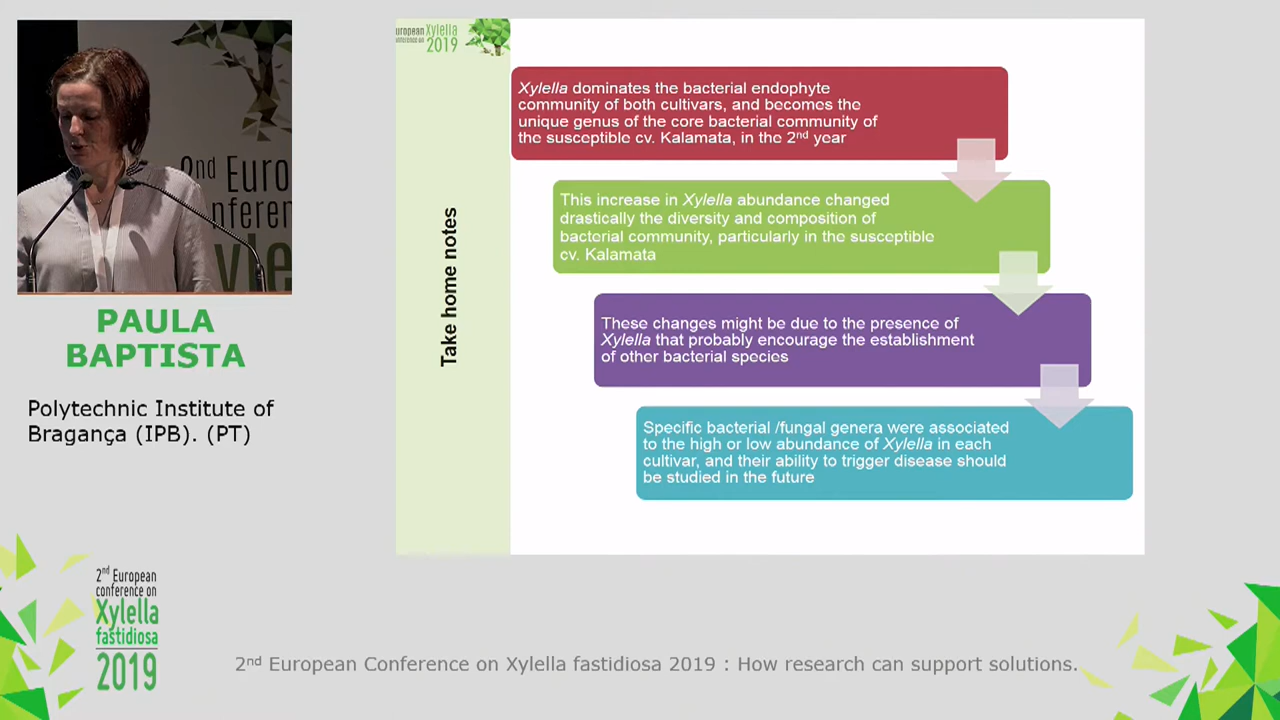 2nd Euro
onferenc
Xyle
PAULA
BAPTISTA
Polytechnic Institute of
Bragança (IPB). (PT)
2nd European
conference on
Xylella
fastidiosa
2019
European
conference on
Xylella
2019
Take home notes
Xylella dominates the bacterial endophyte
community of both cultivars, and becomes the
unique genus of the core bacterial community of
the susceptible cv. Kalamata, in the 2nd year
This increase in Xylella abundance changed
drastically the diversity and composition of
bacterial community, particularly in the susceptible
cv. Kalamata
These changes might be due to the presence of
Xylella that probably encourage the establishment
of other bacterial species
Specific bacterial /fungal genera were associated
to the high or low abundance of Xylella in each
cultivar, and their ability to trigger disease should
be studied in the future
2nd European Conference on Xylella fastidiosa 2019 : How research can support solutions.